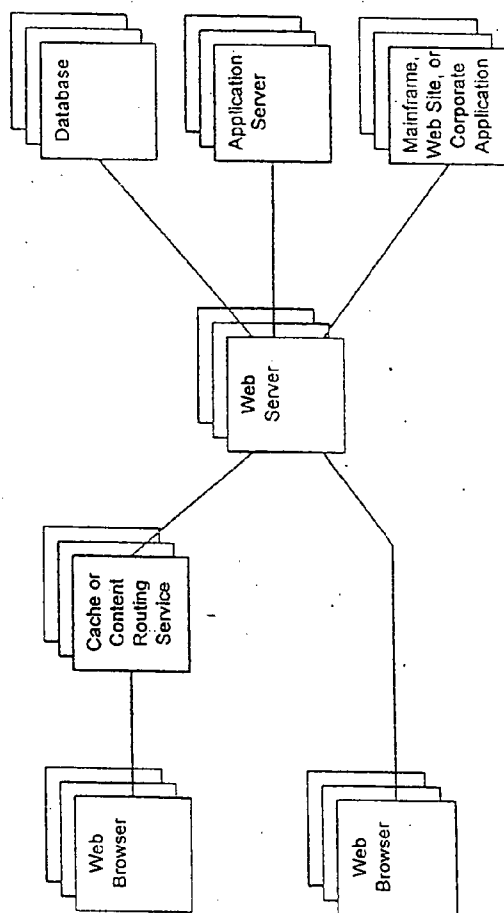 Web
Browser
Cache or
Content
Routing
Service
Web
Browser
Web
Server
Database
Application
Server
Mainframe,
Web Site, or
Corporate
Application